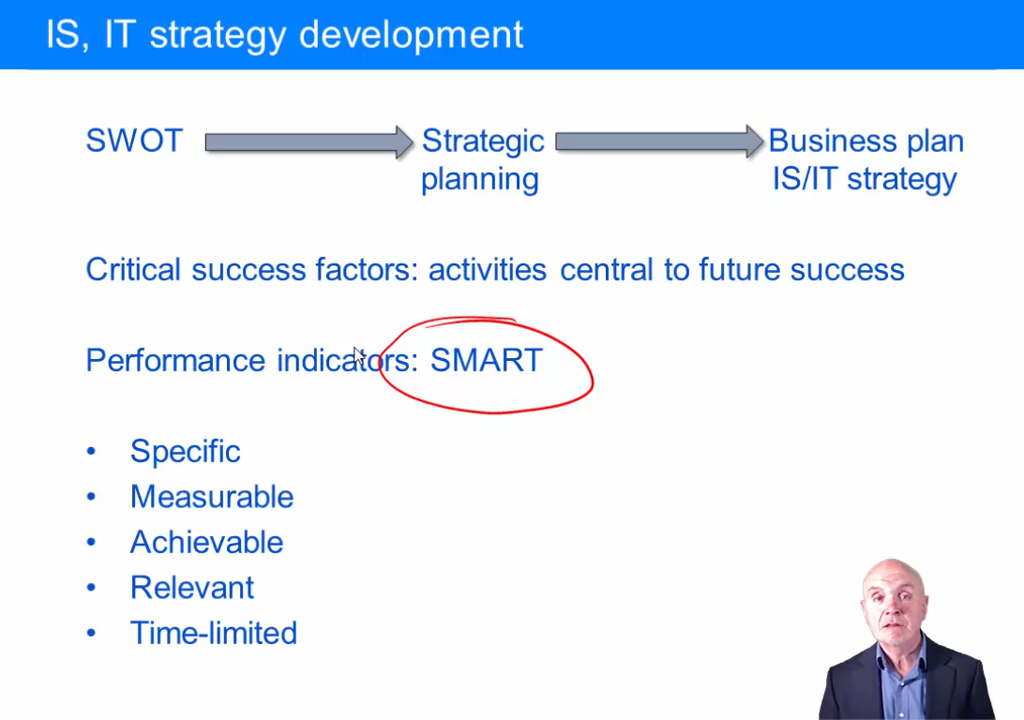 IS, IT strategy development
SWOT Strategic Business plan
planning IS/IT strategy
Critical success factors: activities central to future success
Performance indicators: SMART
• Specific
• Measurable
• Achievable
• Relevant
• Time-limited